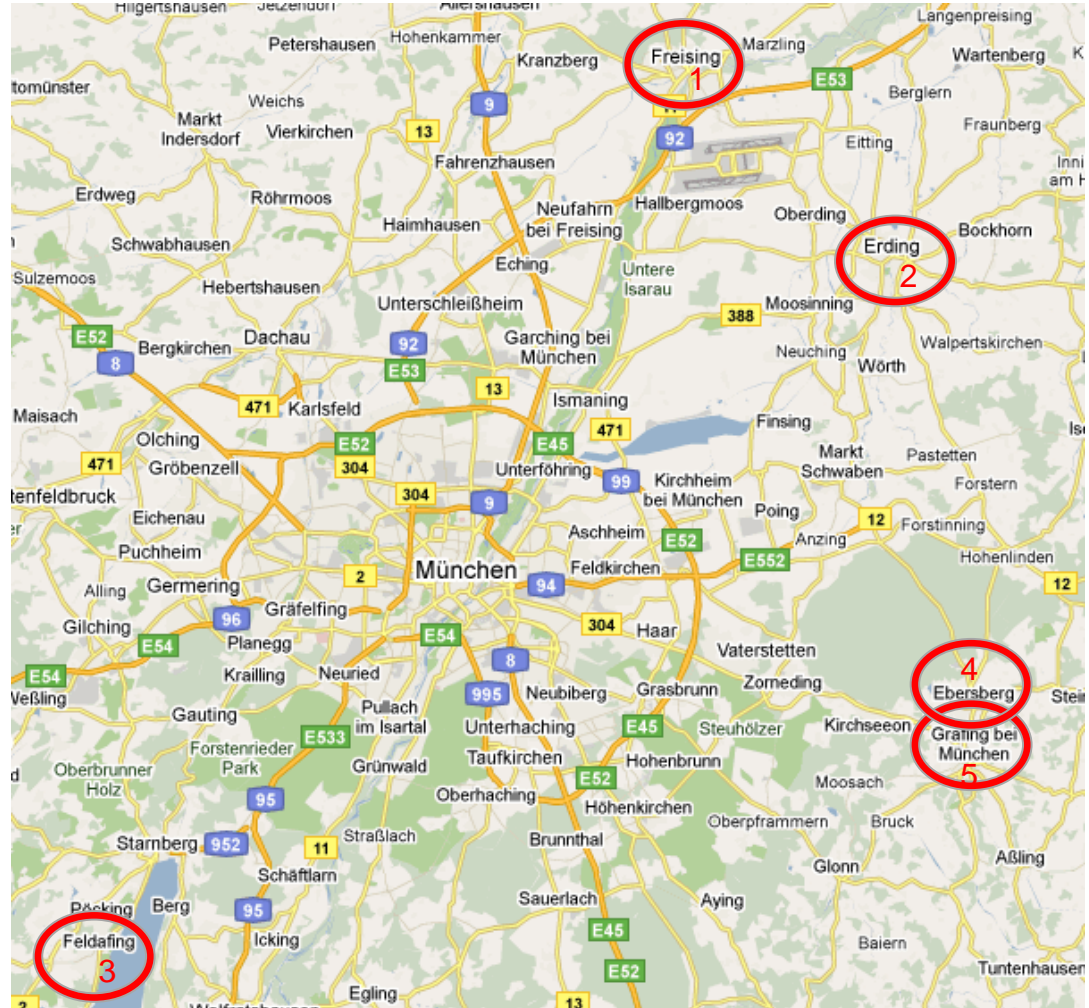 Hilgertshausen
Jetzendorf
Allershausen
Langenpreising
Petershausen
Hohenkammer
Kranzberg
Freising
1
Marzling
Wartenberg
E53
tomünster
Weichs
9
Berglern
Markt
Indersdorf
Vierkirchen
13
92
Fraunberg
Eitting
Fahrenzhausen
Inni
am H
Erdweg
Röhrmoos
Haimhausen
Neufahrn
bei Freising
Hallbergmoos
Oberding
Bockhorn
Schwabhausen
Erding
2
Sulzemoos
Hebertshausen
Eching
Untere
Isarau
Unterschleißheim
388
Moosinning
E52
Bergkirchen
Dachau
92
Garching bei
München
Neuching
Walpertskirchen
8
E53
Wörth
13
Maisach
471
Karlsfeld
Ismaning
Finsing
Olching
E52
E45
471
Markt
Schwaben
471
Gröbenzell
304
Unterföhring
99
Kirchheim
bei München
Pastetten
Forstern
tenfeldbruck
304
9
Eichenau
Aschheim
Poing
12
Forstinning
Puchheim
E52
Anzing
München
Feldkirchen
E552
Hohenlinden
Alling
Germering
2
94
12
Gilching
96
Gräfelfing
304
Haar
E54
Planegg
E54
Vaterstetten
4
E54
Krailling
Neuried
8
Zorneding
Ebersberg
Stein
Weßling
995
Neubiberg
Grasbrunn
Gauting
Pullach
im Isartal
Unterhaching
E45
Steuhölzer
Kirchseeon
Grafing bei
München
5
Forstenrieder
Park
E533
Taufkirchen
Hohenbrunn
Oberbrunner
Holz
Grünwald
E52
Moosach
95
Oberhaching
Höhenkirchen
Oberpframmern
Bruck
Starnberg
952
11
Straßlach
Brunnthal
Aßling
Schäftlarn
Glonn
Sauerlach
Aying
Pöcking
Berg
95
Feldafing
3
Icking
E45
Baiern
E52
Tuntenhausen
Egling
13
2